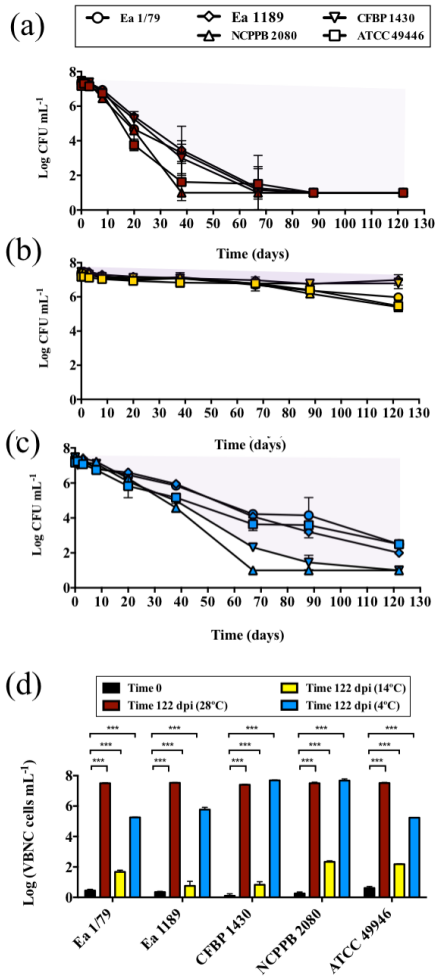 (a)
Ea 1/79 Ea 1189 CFBP 1430
NCPPB 2080 ATCC 49446
Log CFU mL-1
8
6
4
2
0
0 10 20 30 40 50 60 70 80 90 100 110 120 130
Time (days)
(b)
Log CFU mL-1
8
6
4
2
0
0 10 20 30 40 50 60 70 80 90 100 110 120 130
Time (days)
(c)
Log CFU mL-1
8
6
4
2
0
0 10 20 30 40 50 60 70 80 90 100 110 120 130
Time (days)
(d)
Time 0 Time 122 dpi (14ºC)
Time 122 dpi (28ºC) Time 122 dpi (4ºC)
*** *** *** *** ***
*** *** *** *** ***
*** *** *** *** ***
Log (VBNC cells mL-1)
8
6
4
2
0
Ea 1/79 Ea 1189 CFBP 1430 NCPPB 2080 ATCC 49946